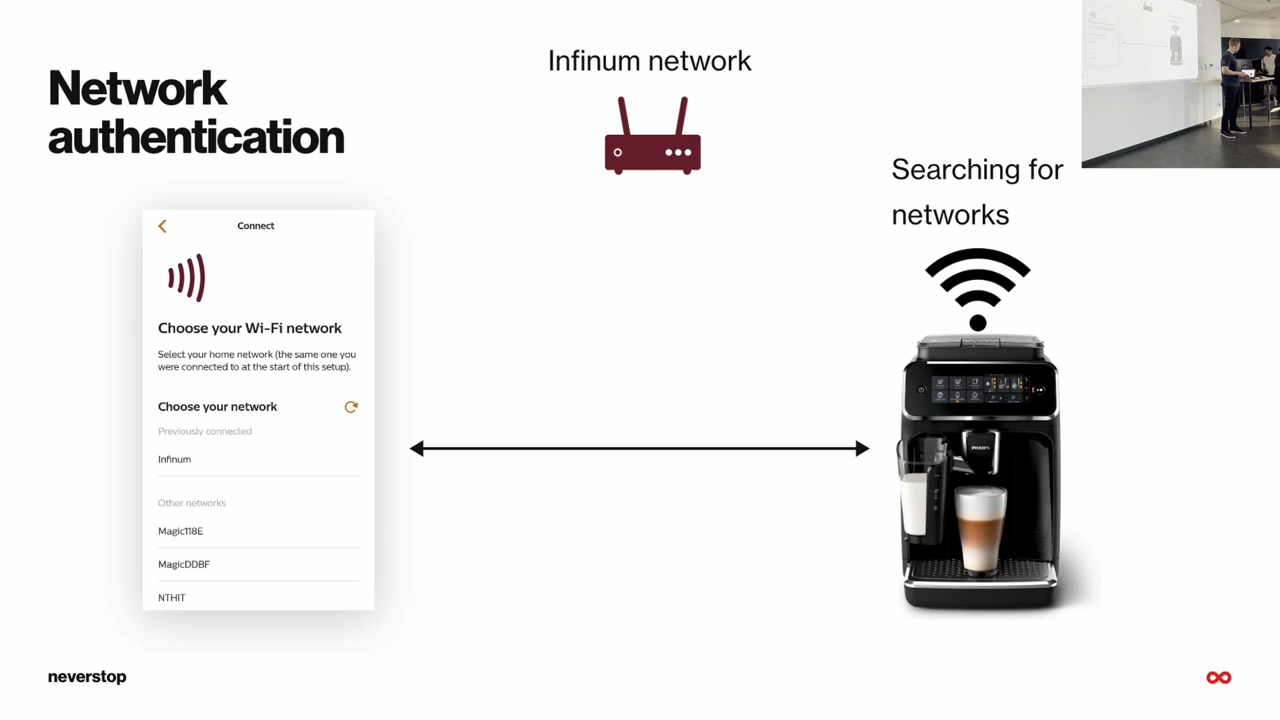 Network
authentication
Infinum network
Searching for
networks
Connect
Choose your Wi-Fi network
Select your home network (the same one you
were connected to at the start of this setup).
Choose your network
Previously connected
Infinum
Other networks
Magic118E
MagicDDBF
NTHIT
PHILIPS
neverstop